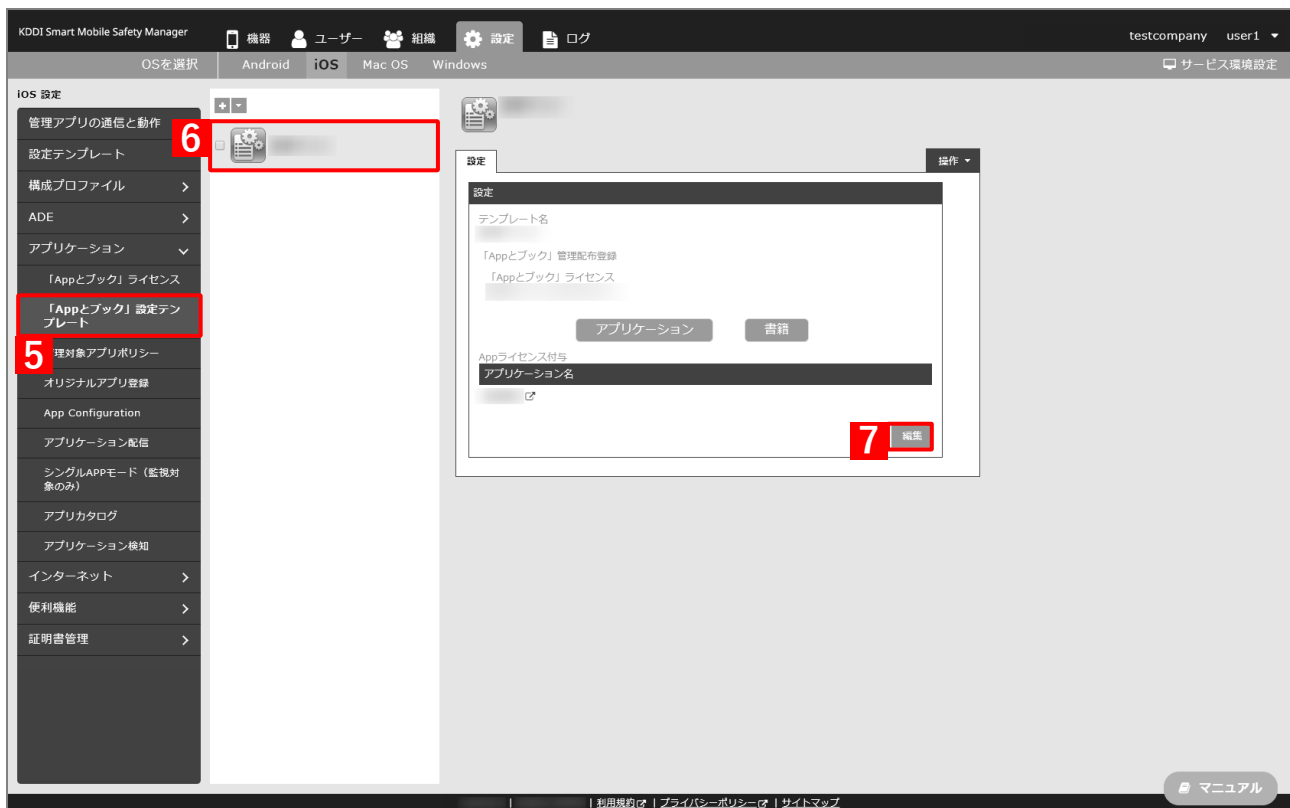 KDDI Smart Mobile Safety Manager
機器 ユーザー 組織 設定 ログ
testcompany user1
OSを選択 Android iOS Mac OS Windows
サービス環境設定
iOS 設定
管理アプリの通信と動作
設定テンプレート
構成プロファイル
ADE
アプリケーション
「Appとブック」ライセンス
「Appとブック」設定テン
プレート
5
理対象アプリポリシー
オリジナルアプリ登録
App Configuration
アプリケーション配信
シングルAPPモード（監視対
象のみ）
アプリカタログ
アプリケーション検知
インターネット
便利機能
証明書管理
6
設定
操作
設定
テンプレート名
「Appとブック」管理配布登録
「Appとブック」ライセンス
アプリケーション 書籍
Appライセンス付与
アプリケーション名
7 編集
マニュアル
| | 利用規約 | プライバシーポリシー | サイトマップ